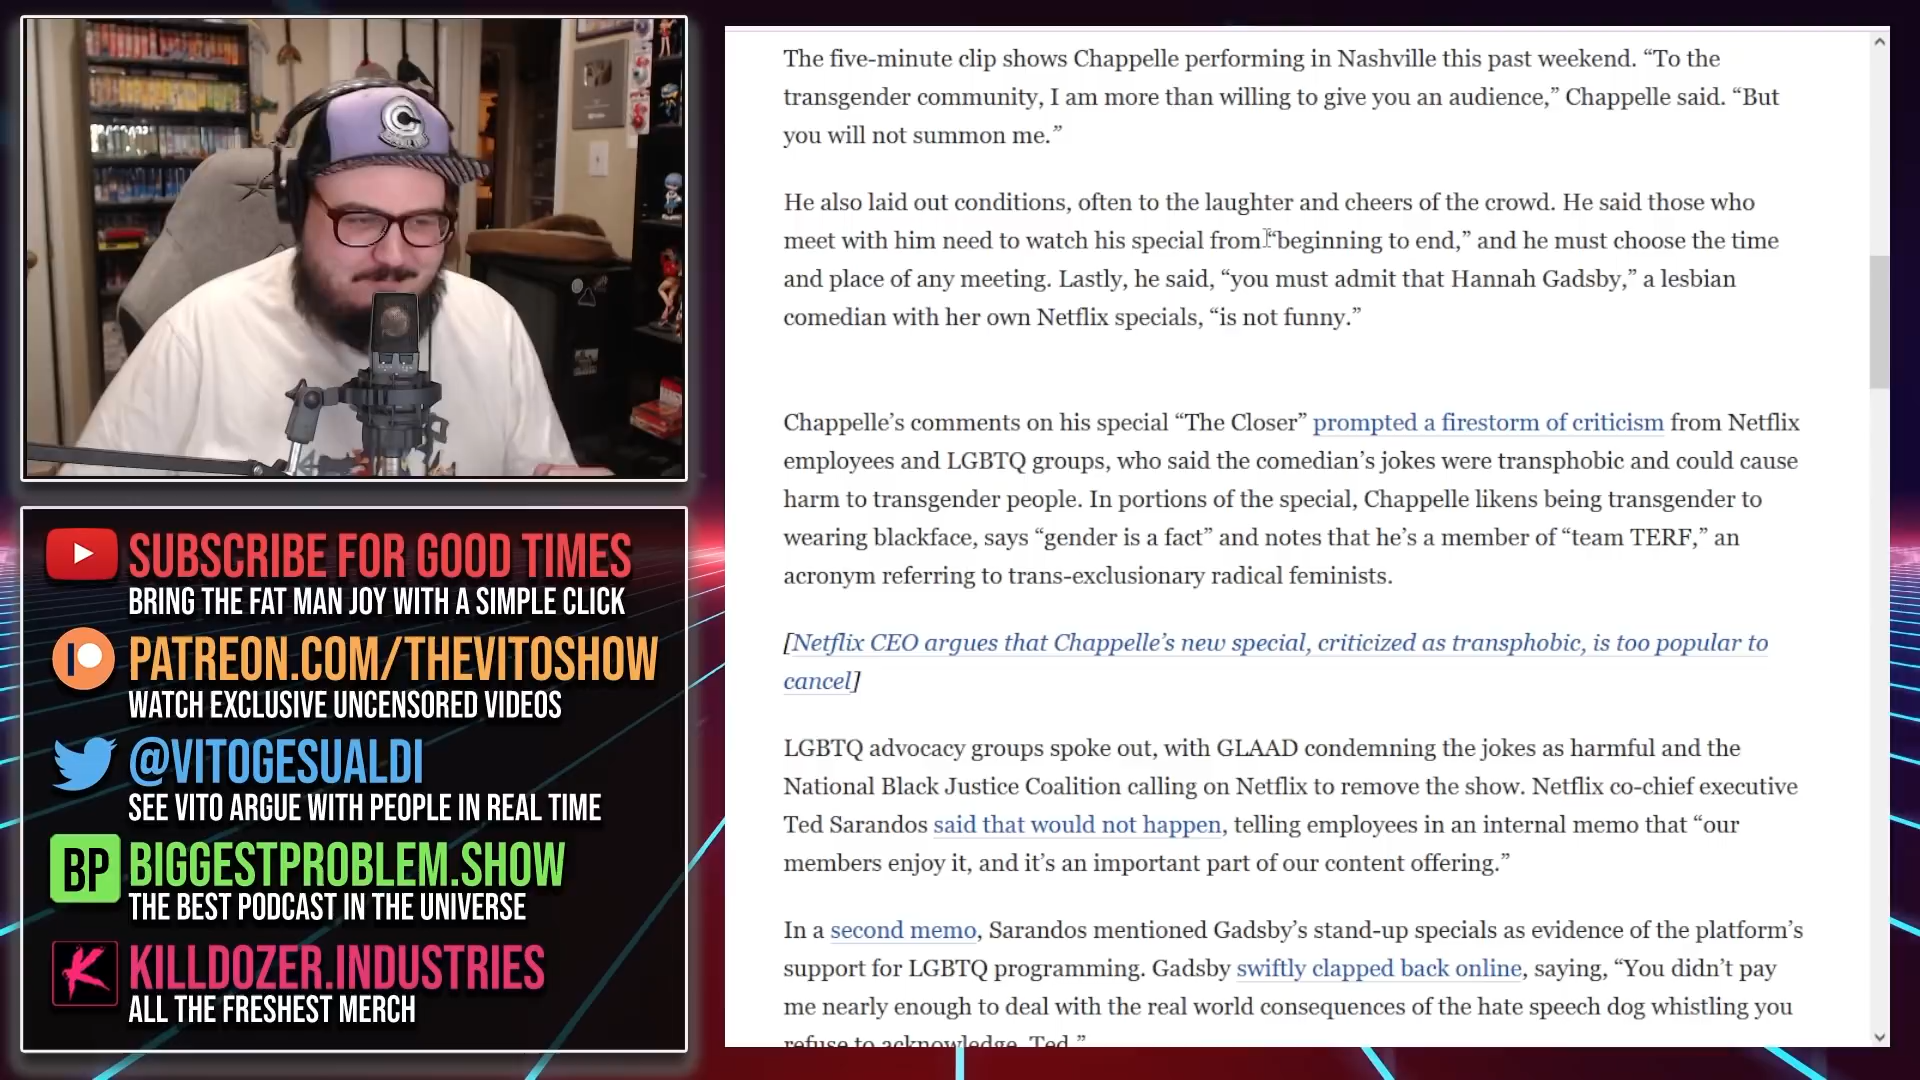 SUBSCRIBE FOR GOOD TIMES
BRING THE FAT MAN JOY WITH A SIMPLE CLICK
PATREON.COM/THEVITOSHOW
WATCH EXCLUSIVE UNCENSORED VIDEOS
@VITOGESUALDI
SEE VITO ARGUE WITH PEOPLE IN REAL TIME
BP
BIGGESTPROBLEM.SHOW
THE BEST PODCAST IN THE UNIVERSE
K
KILLDOZER.INDUSTRIES
ALL THE FRESHEST MERCH
The five-minute clip shows Chappelle performing in Nashville this past weekend. “To the
transgender community, I am more than willing to give you an audience,” Chappelle said. “But
you will not summon me.”
He also laid out conditions, often to the laughter and cheers of the crowd. He said those who
meet with him need to watch his special from “beginning to end,” and he must choose the time
and place of any meeting. Lastly, he said, “you must admit that Hannah Gadsby,” a lesbian
comedian with her own Netflix specials, “is not funny.”
Chappelle’s comments on his special “The Closer” prompted a firestorm of criticism from Netflix
employees and LGBTQ groups, who said the comedian’s jokes were transphobic and could cause
harm to transgender people. In portions of the special, Chappelle likens being transgender to
wearing blackface, says “gender is a fact” and notes that he’s a member of “team TERF,” an
acronym referring to trans-exclusionary radical feminists.
[Netflix CEO argues that Chappelle’s new special, criticized as transphobic, is too popular to
cancel]
LGBTQ advocacy groups spoke out, with GLAAD condemning the jokes as harmful and the
National Black Justice Coalition calling on Netflix to remove the show. Netflix co-chief executive
Ted Sarandos said that would not happen, telling employees in an internal memo that “our
members enjoy it, and it’s an important part of our content offering.”
In a second memo, Sarandos mentioned Gadsby’s stand-up specials as evidence of the platform’s
support for LGBTQ programming. Gadsby swiftly clapped back online, saying, “You didn’t pay
me nearly enough to deal with the real world consequences of the hate speech dog whistling you
refuse to acknowledge, Ted.”